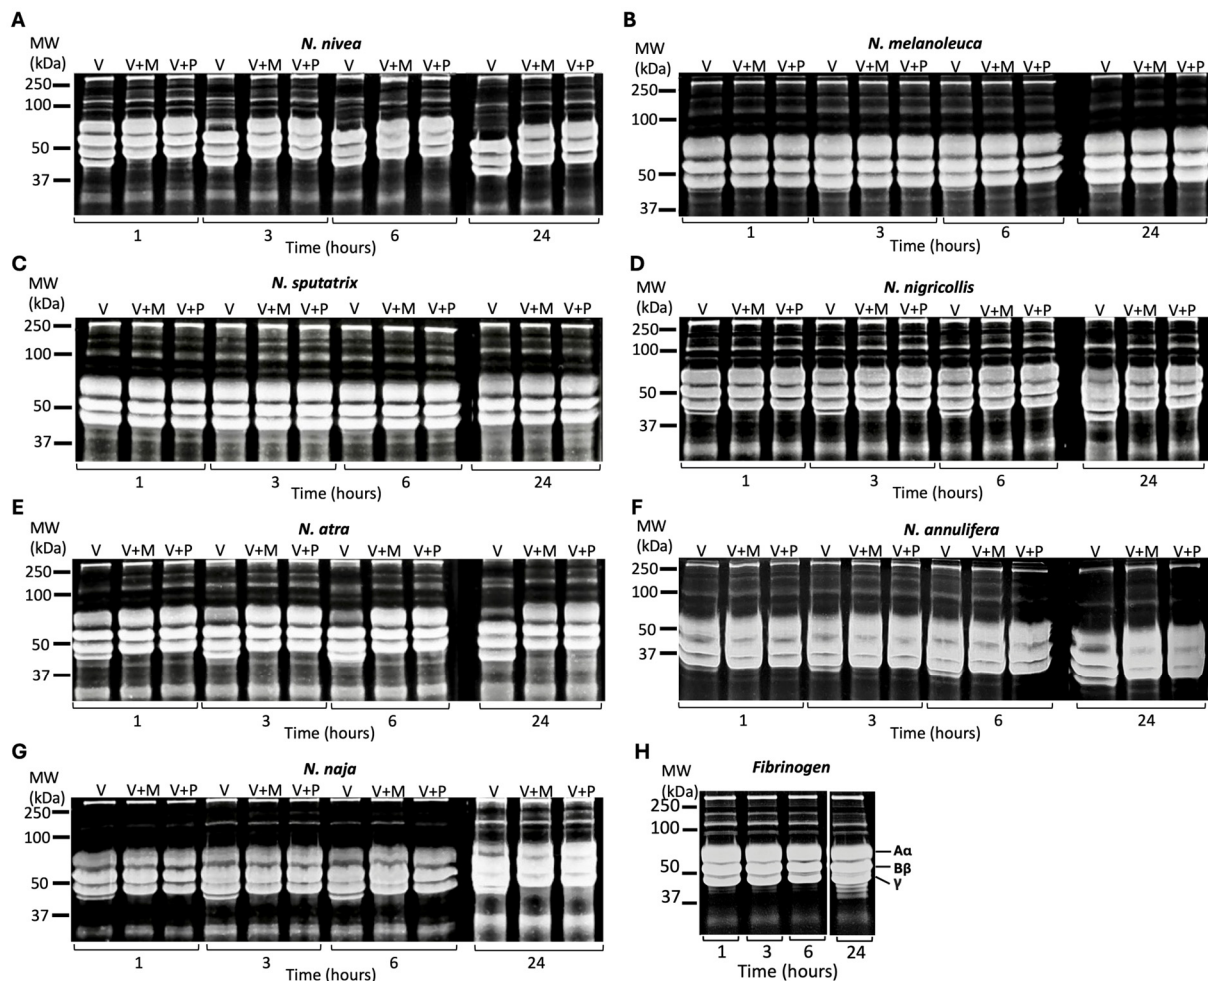 A
N. nivea
MW
(kDa)
V V+M V+P V V+M V+P V V+M V+P V V+M V+P
250
100
50
37
1 3 6 24
Time (hours)
B
N. melanoleuca
MW
(kDa)
V V+M V+P V V+M V+P V V+M V+P V V+M V+P
250
100
50
37
1 3 6 24
Time (hours)
C
N. sputatrix
MW
(kDa)
V V+M V+P V V+M V+P V V+M V+P V V+M V+P
250
100
50
37
1 3 6 24
Time (hours)
D
N. nigricollis
MW
(kDa)
V V+M V+P V V+M V+P V V+M V+P V V+M V+P
250
100
50
37
1 3 6 24
Time (hours)
E
N. atra
MW
(kDa)
V V+M V+P V V+M V+P V V+M V+P V V+M V+P
250
100
50
37
1 3 6 24
Time (hours)
F
N. annulifera
MW
(kDa)
V V+M V+P V V+M V+P V V+M V+P V V+M V+P
250
100
50
37
1 3 6 24
Time (hours)
G
N. naja
MW
(kDa)
V V+M V+P V V+M V+P V V+M V+P V V+M V+P
250
100
50
37
1 3 6 24
Time (hours)
H
Fibrinogen
MW
(kDa)
250
100
50
37
Aα
Bβ
γ
1 3 6 24
Time (hours)